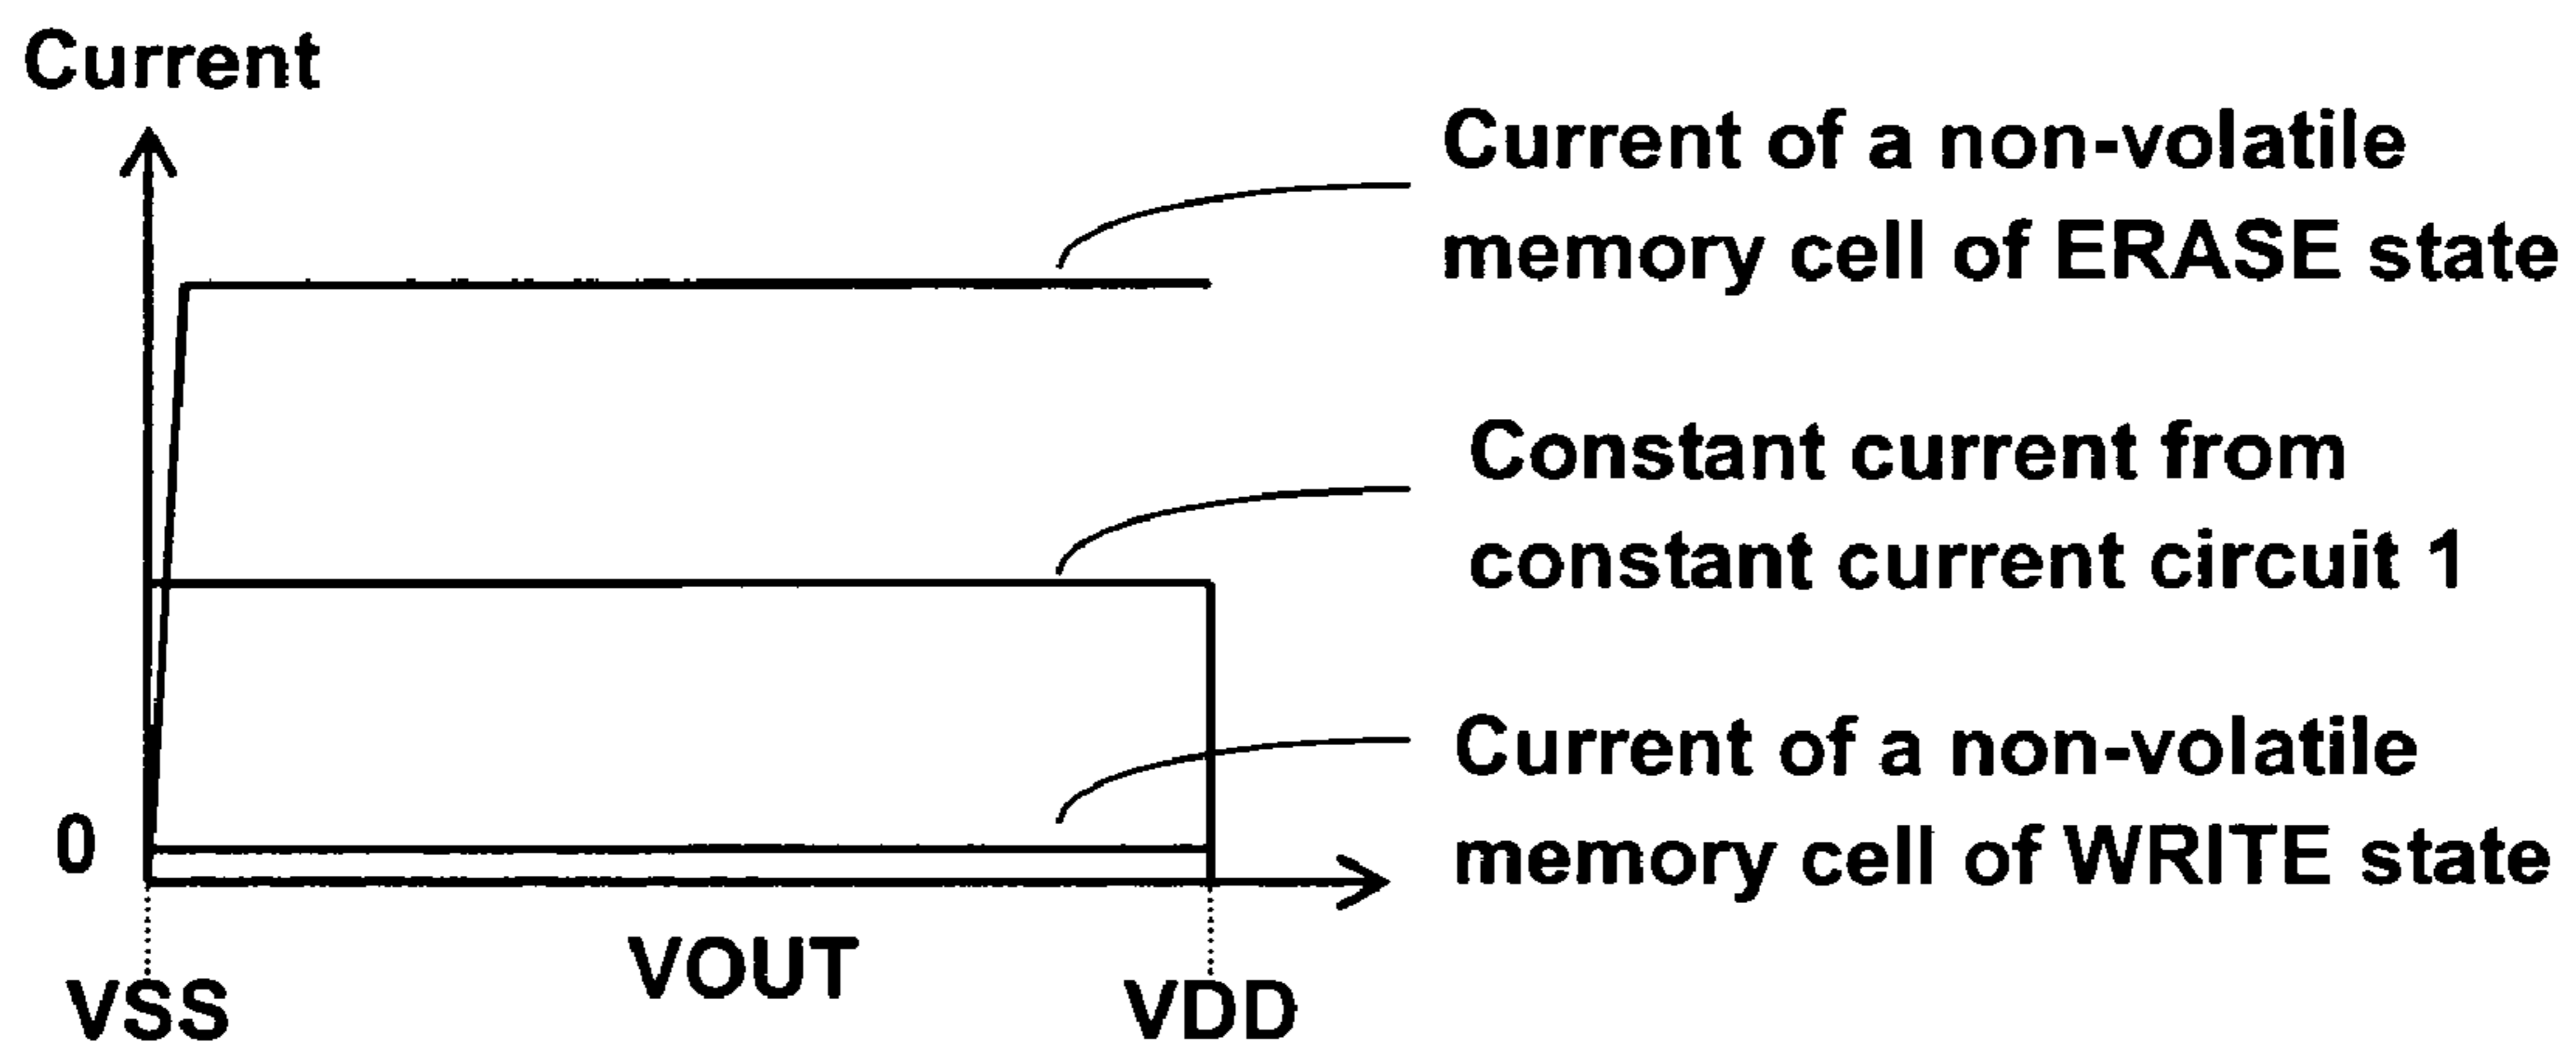 Current
Current of a non-volatile
memory cell of ERASE state
Constant current from
constant current circuit 1
Current of a non-volatile
memory cell of WRITE state
0
VOUT
VSS
VDD